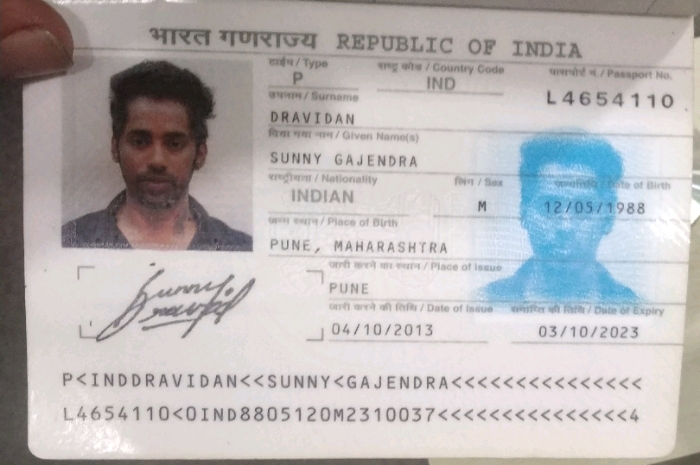 भारत गणराज्य REPUBLIC OF INDIA
टाईप / Type राष्ट्र कोड / Country Code पासपोर्ट नं. / Passport No.
P IND L4654110
उपनाम / Surname
DRAVIDAN
दिया गया नाम / Given Name(s)
SUNNY GAJENDRA
राष्ट्रीयता / Nationality लिंग / Sex जन्मतिथि / Date of Birth
INDIAN M 12/05/1988
जन्म स्थान / Place of Birth
PUNE, MAHARASHTRA
जारी करने का स्थान / Place of Issue
PUNE
जारी करने की तिथि / Date of Issue समाप्ति की तिथि / Date of Expiry
04/10/2013 03/10/2023
Sunny
P<INDDRAVIDAN<<SUNNY<GAJENDRA<<<<<<<<<<<<<<<
L4654110<0IND8805120M2310037<<<<<<<<<<<<<<<4